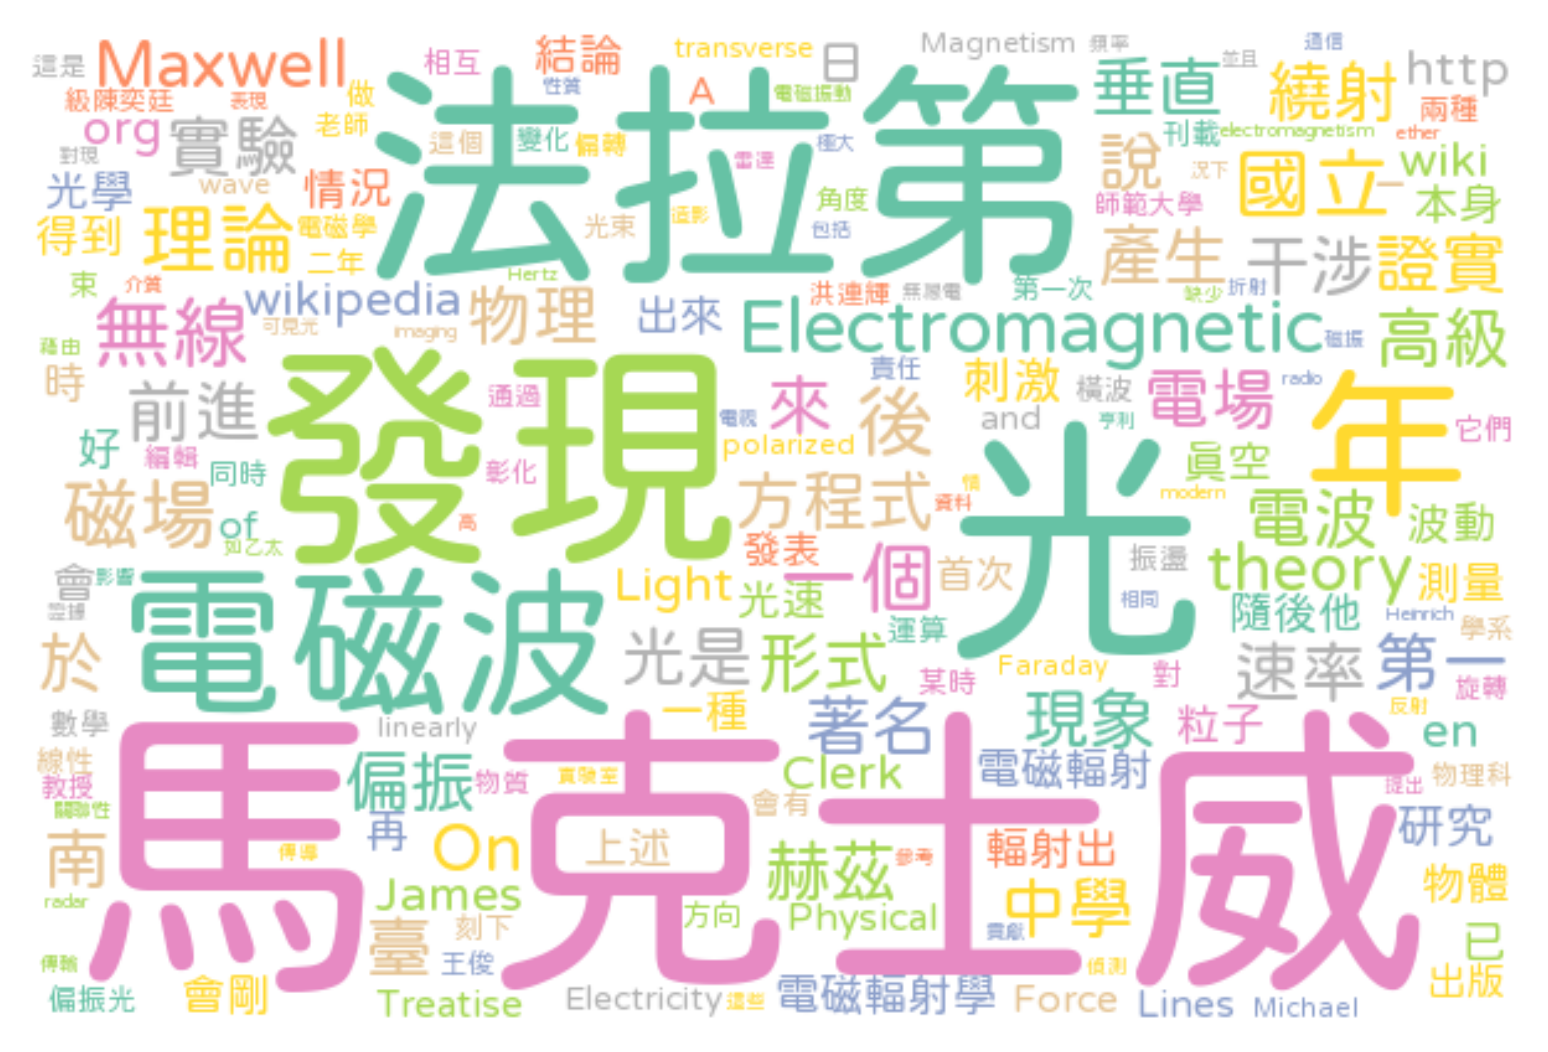 這是
Maxwell
相互
結論
transverse
日
Magnetism
頻率
通信
並且
http
級陳奕廷
表現
法拉第
性質
做
A
電磁振動
垂直
繞射
兩種
org
實驗
老師
這個
變化
偏轉
雷達
極大
說
刊載
electromagnetism
ether
對現
光學
wave
情況
角度
師範大學
況下
國立
一
wiki
本身
得到
理論
電磁學
光束
造影
包括
產生
干涉
證實
二年
Hertz
束
介質
無線
wikipedia
物理
出來
洪連輝
無線電
第一次
缺少
折射
可見光
imaging
Electromagnetic
磁振
高級
藉由
時
前進
發現
通過
電視
來
責任
後
刺激
and
橫波
亨利
電場
radio
年
它們
好
編輯
同時
彰化
polarized
光
真空
modern
磁場
of
如乙太
高
方程式
情
資料
電波
波動
會
影響
證據
電磁波
Light
發表
一個
光速
首次
振盪
相同
theory
測量
運算
隨後他
Heinrich
學系
於
光是
形式
某時
Faraday
對
速率
第一
旋轉
數學
linearly
一種
著名
現象
粒子
反射
en
線性
教授
馬克士威
偏振
物質
實驗室
Clerk
會有
電磁輻射
提出
物理科
關聯性
南
傳導
再
On
上述
赫茲
參考
輻射出
研究
物體
radar
James
方向
Physical
中學
貢獻
臺
刻下
王俊
偵測
已
傳輸
偏振光
會剛
Treatise
Electricity
這些
電磁輻射學
Force
Lines
Michael
出版